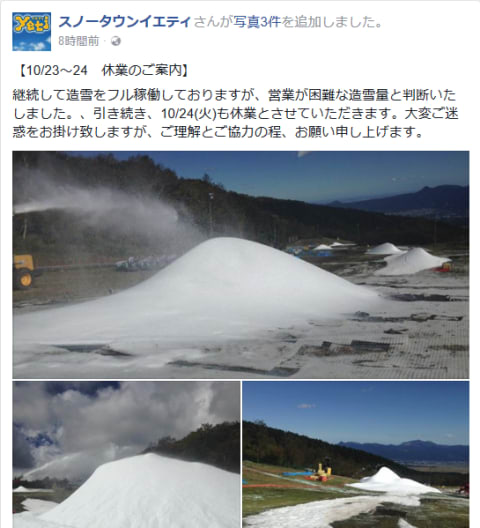 Yeti
スノータウンイエティさんが写真3件を追加しました。
8時間前・
【10/23～24　休業のご案内】
継続して造雪をフル稼働しておりますが、営業が困難な造雪量と判断いた
しました。、引き続き、10/24(火)も休業とさせていただきます。大変ご迷
惑をお掛け致しますが、ご理解とご協力の程、お願い申し上げます。